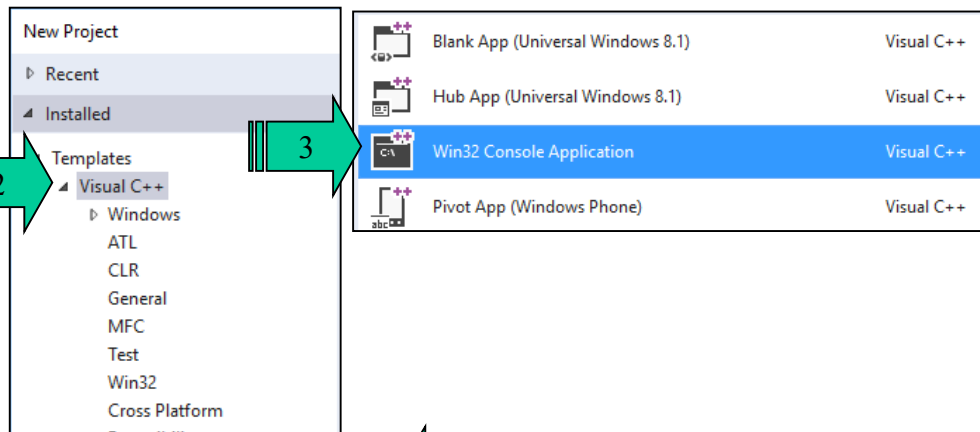 New Project
Recent
Installed
Templates
2
Visual C++
Windows
ATL
CLR
General
MFC
Test
Win32
Cross Platform
3
Blank App (Universal Windows 8.1) Visual C++
Hub App (Universal Windows 8.1) Visual C++
C:\
Win32 Console Application Visual C++
Pivot App (Windows Phone) Visual C++
abc